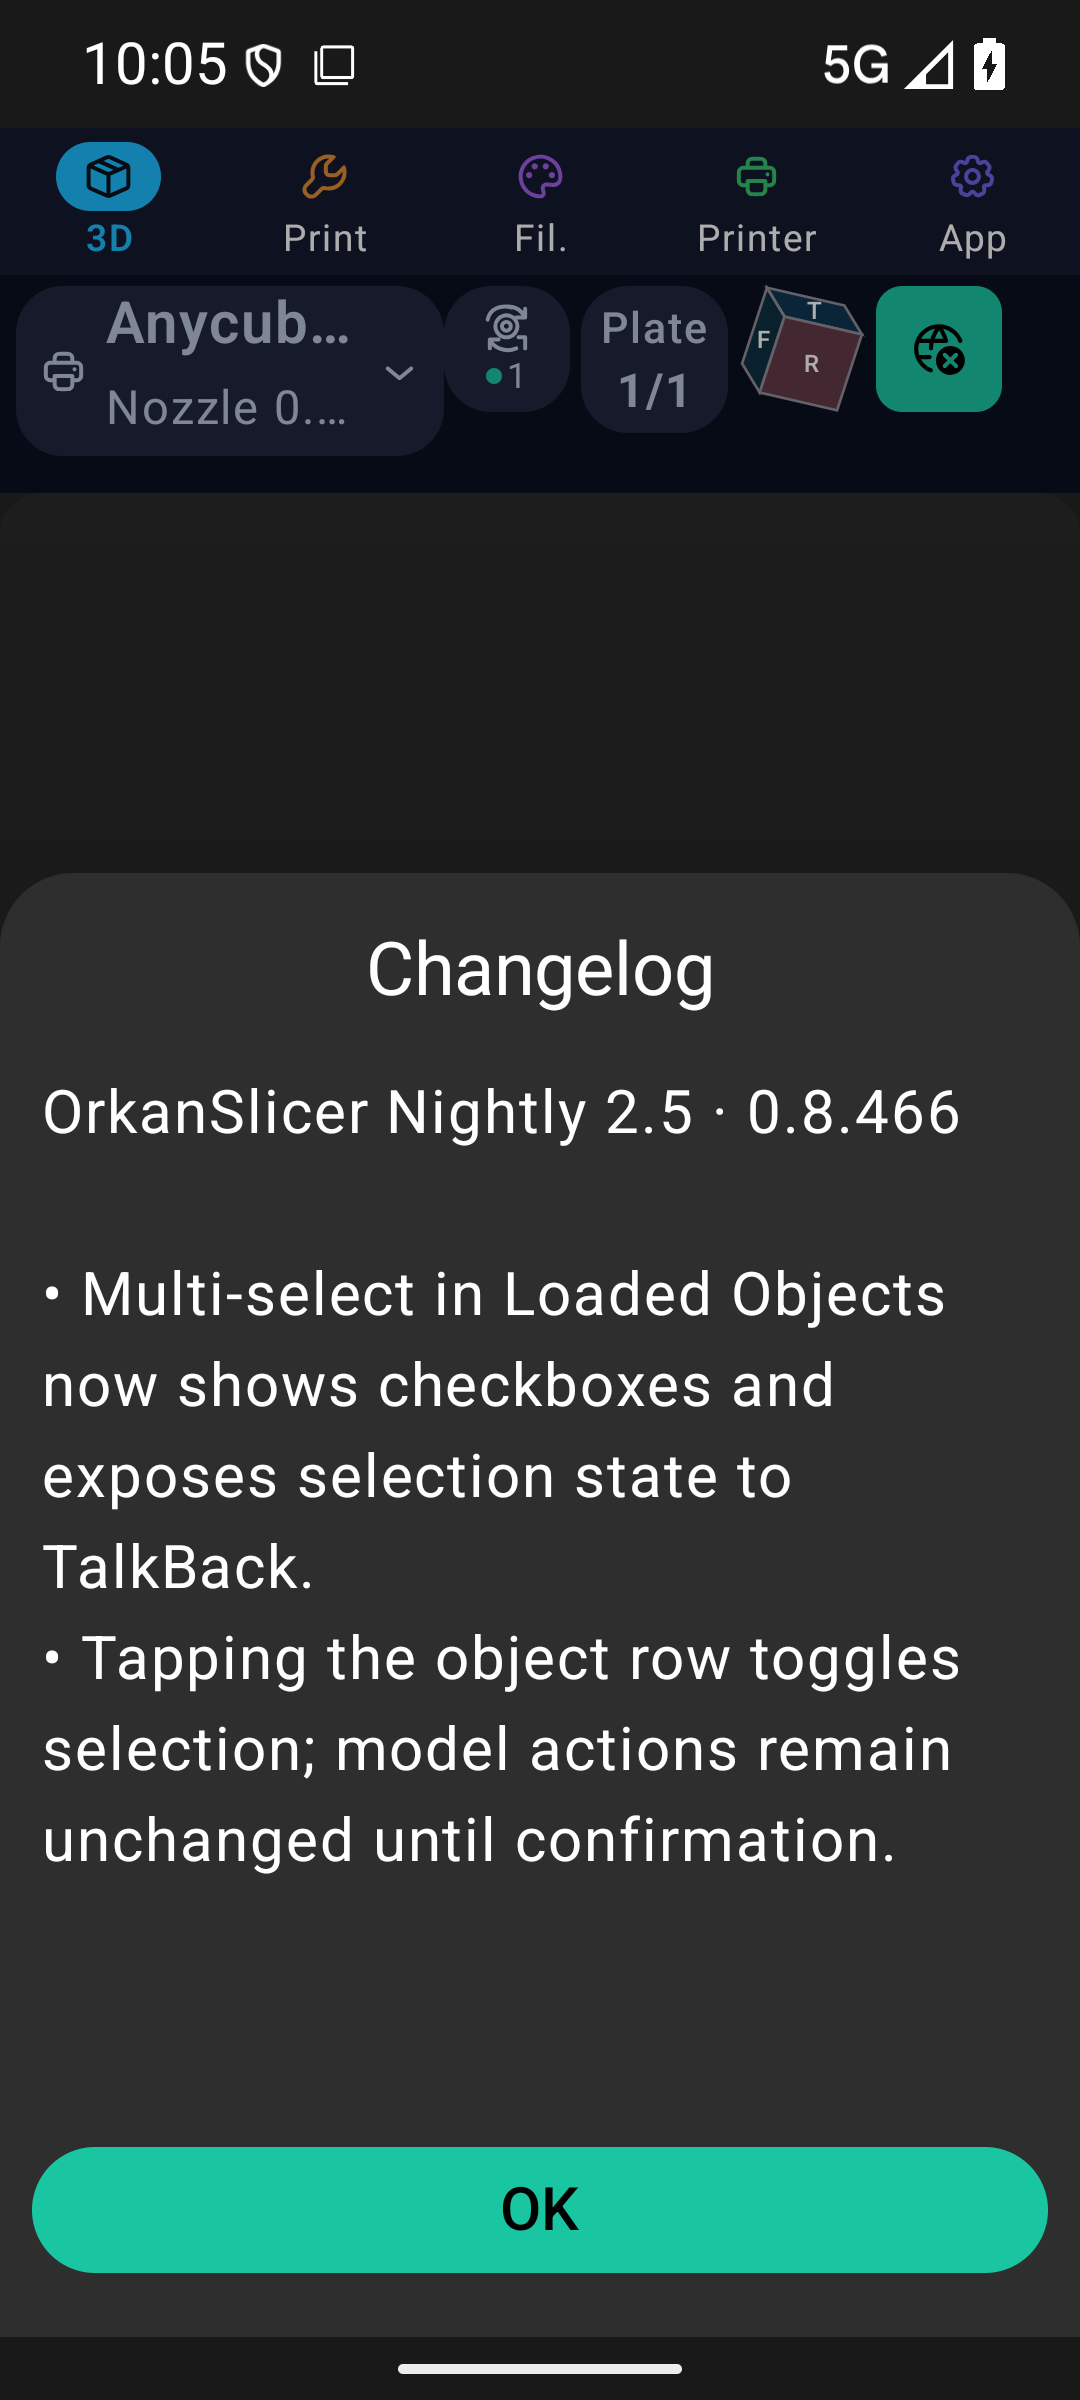 10:05
5G
3D
Print
Fil.
Printer
App
Anycub...
Nozzle 0....
1
Plate
1/1
T
F
R
Changelog
OrkanSlicer Nightly 2.5 · 0.8.466
• Multi-select in Loaded Objects
now shows checkboxes and
exposes selection state to
TalkBack.
• Tapping the object row toggles
selection; model actions remain
unchanged until confirmation.
OK